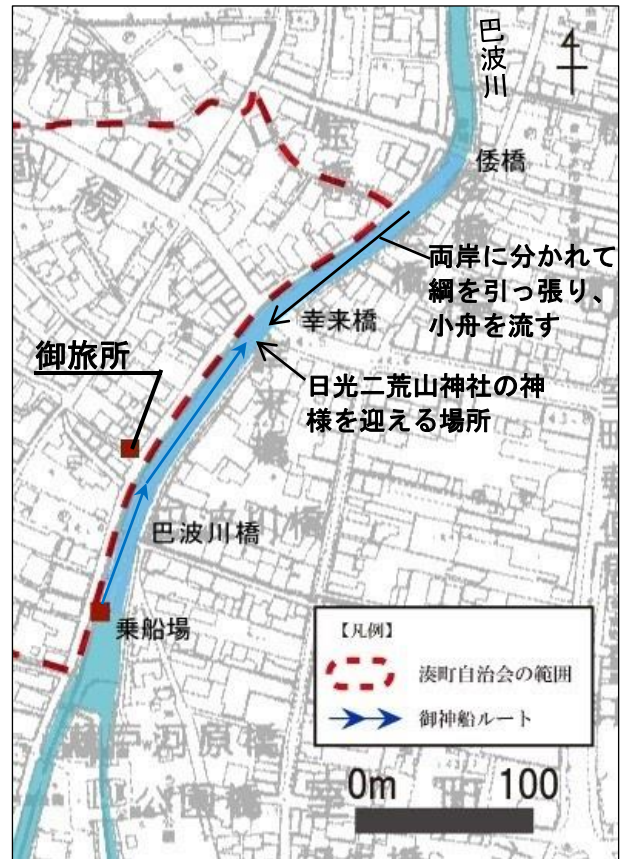 巴波川
倭橋
両岸に分かれて
綱を引っ張り、
小舟を流す
幸来橋
御旅所
日光二荒山神社の神
様を迎える場所
巴波川橋
乗船場
【凡例】
湊町自治会の範囲
御神船ルート
0m 100